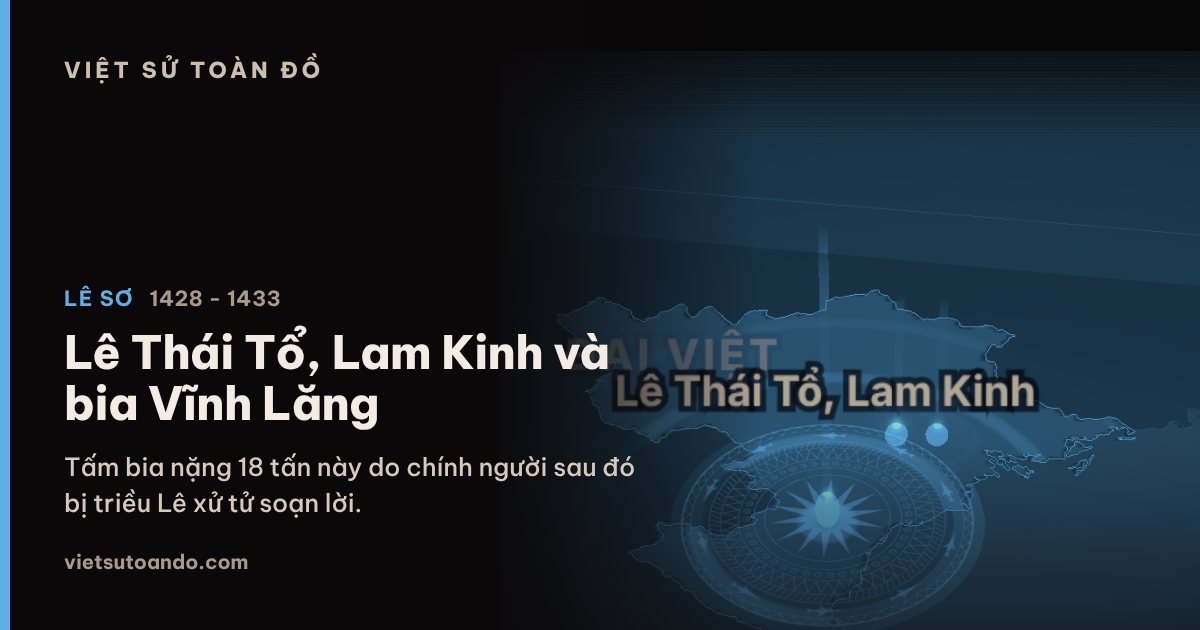 VIỆT SỬ TOÀN ĐỒ
LÊ SƠ 1428 - 1433
Lê Thái Tổ, Lam Kinh và
bia Vĩnh Lăng
Tấm bia nặng 18 tấn này do chính người sau đó
bị triều Lê xử tử soạn lời.
vietsutoando.com
ĐẠI VIỆT
Lê Thái Tổ, Lam Kinh